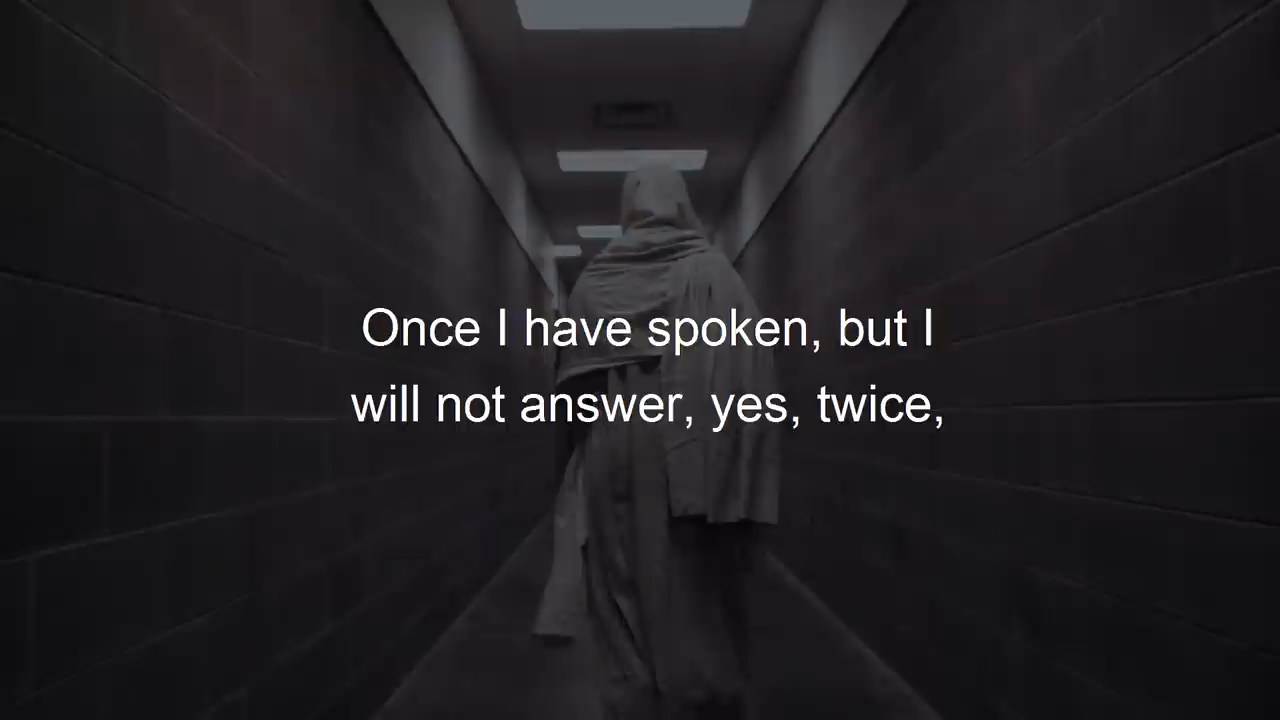 Once I have spoken, but I
will not answer, yes, twice,